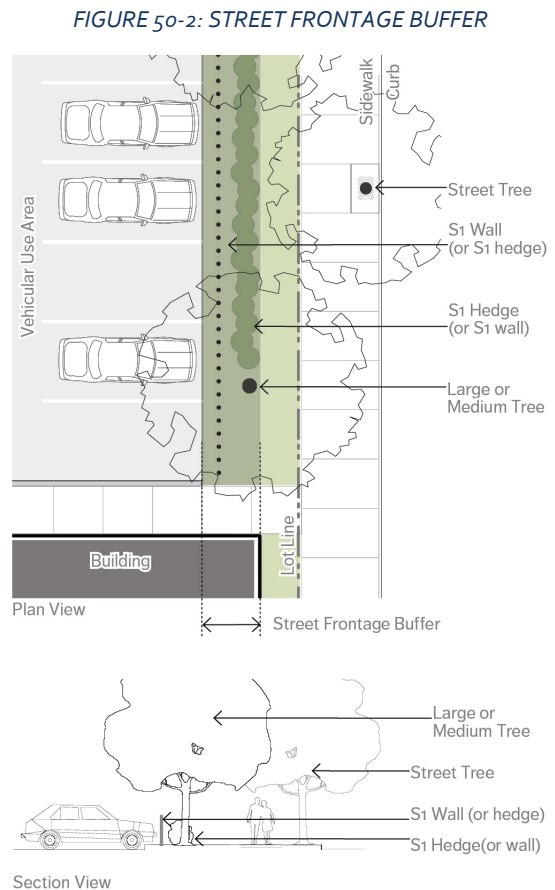 FIGURE 50-2: STREET FRONTAGE BUFFER
Sidewalk
Curb
Vehicular Use Area
Street Tree
S1 Wall
(or S1 hedge)
S1 Hedge
(or S1 wall)
Large or
Medium Tree
Building
Lot Line
Plan View
Street Frontage Buffer
Large or
Medium Tree
Street Tree
S1 Wall (or hedge)
S1 Hedge(or wall)
Section View